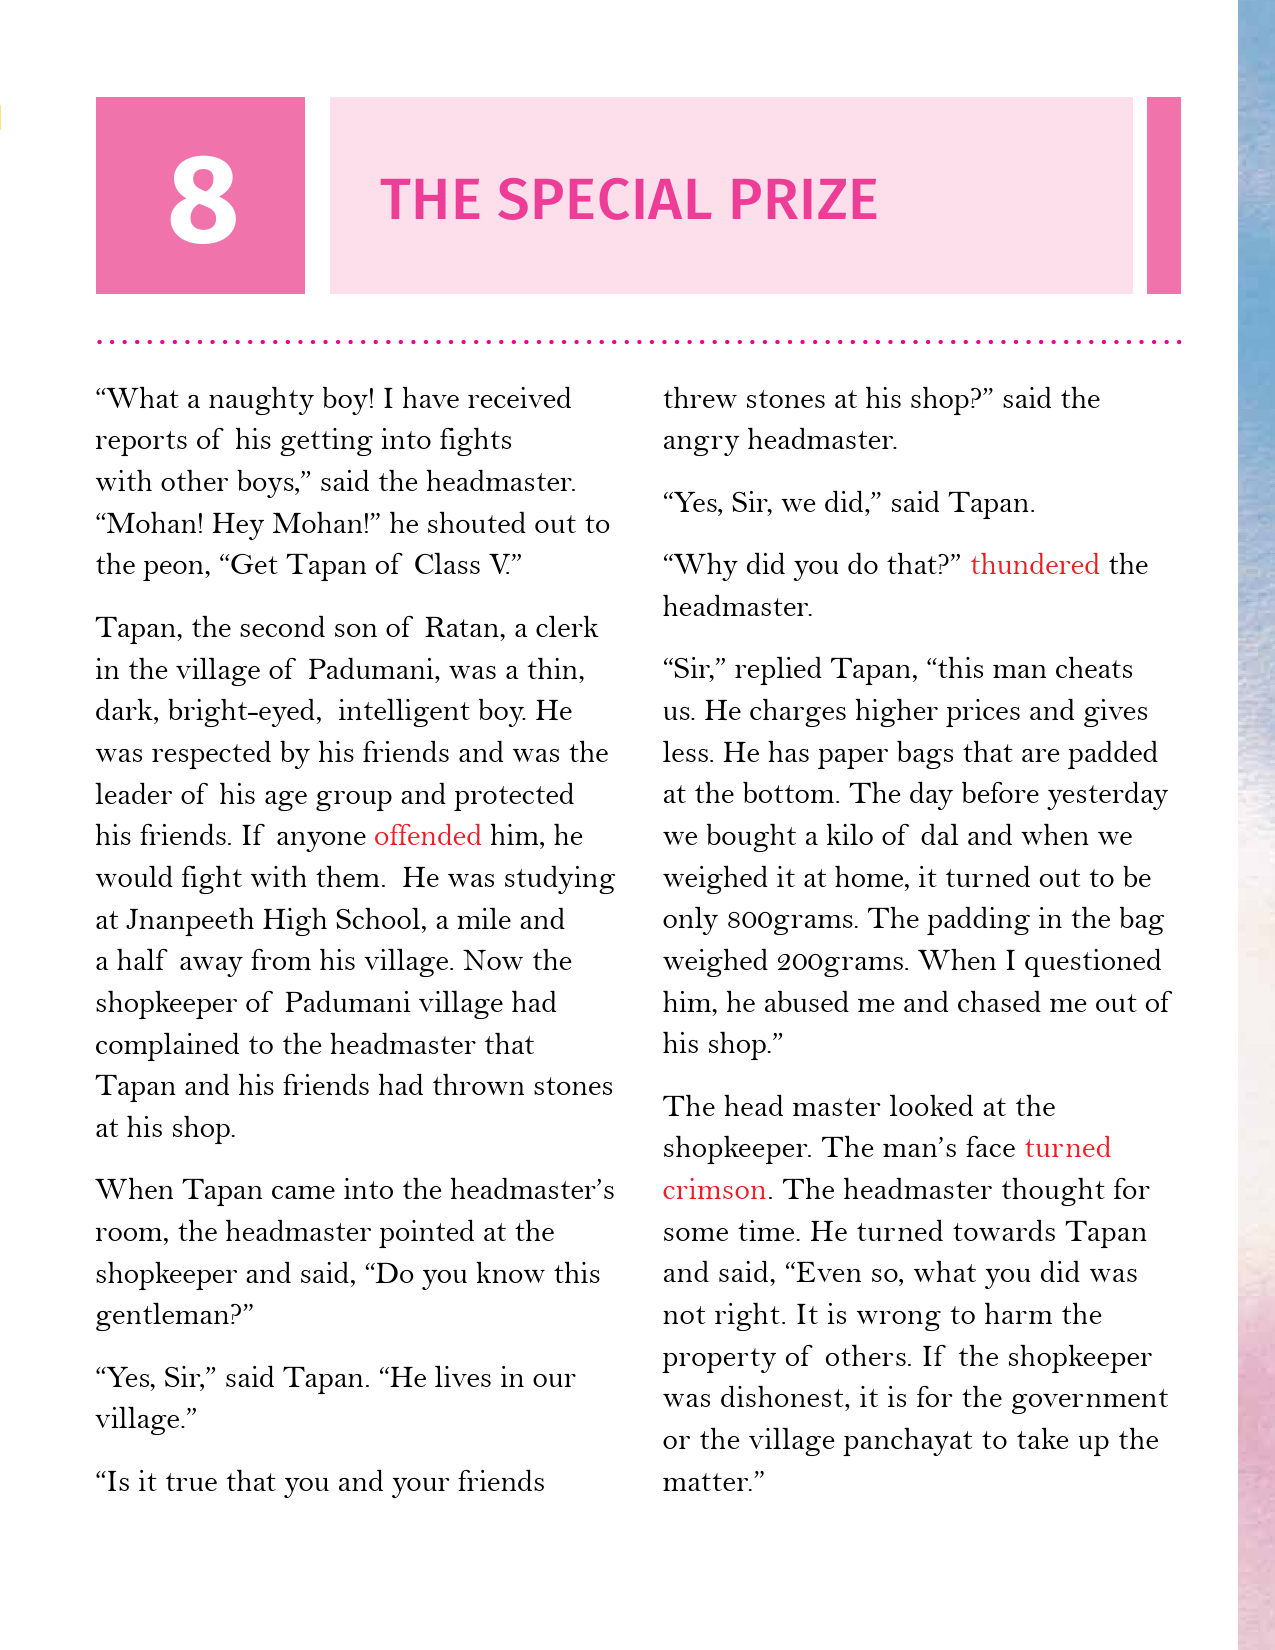 8
THE SPECIAL PRIZE
“What a naughty boy! I have received
reports of his getting into fights
with other boys,” said the headmaster.
“Mohan! Hey Mohan!” he shouted out to
the peon, “Get Tapan of Class V.”
Tapan, the second son of Ratan, a clerk
in the village of Padumani, was a thin,
dark, bright-eyed, intelligent boy. He
was respected by his friends and was the
leader of his age group and protected
his friends. If anyone offended him, he
would fight with them. He was studying
at Jnanpeeth High School, a mile and
a half away from his village. Now the
shopkeeper of Padumani village had
complained to the headmaster that
Tapan and his friends had thrown stones
at his shop.
When Tapan came into the headmaster’s
room, the headmaster pointed at the
shopkeeper and said, “Do you know this
gentleman?”
“Yes, Sir,” said Tapan. “He lives in our
village.”
“Is it true that you and your friends
threw stones at his shop?” said the
angry headmaster.
“Yes, Sir, we did,” said Tapan.
“Why did you do that?” thundered the
headmaster.
“Sir,” replied Tapan, “this man cheats
us. He charges higher prices and gives
less. He has paper bags that are padded
at the bottom. The day before yesterday
we bought a kilo of dal and when we
weighed it at home, it turned out to be
only 800grams. The padding in the bag
weighed 200grams. When I questioned
him, he abused me and chased me out of
his shop.”
The head master looked at the
shopkeeper. The man’s face turned
crimson. The headmaster thought for
some time. He turned towards Tapan
and said, “Even so, what you did was
not right. It is wrong to harm the
property of others. If the shopkeeper
was dishonest, it is for the government
or the village panchayat to take up the
matter.”